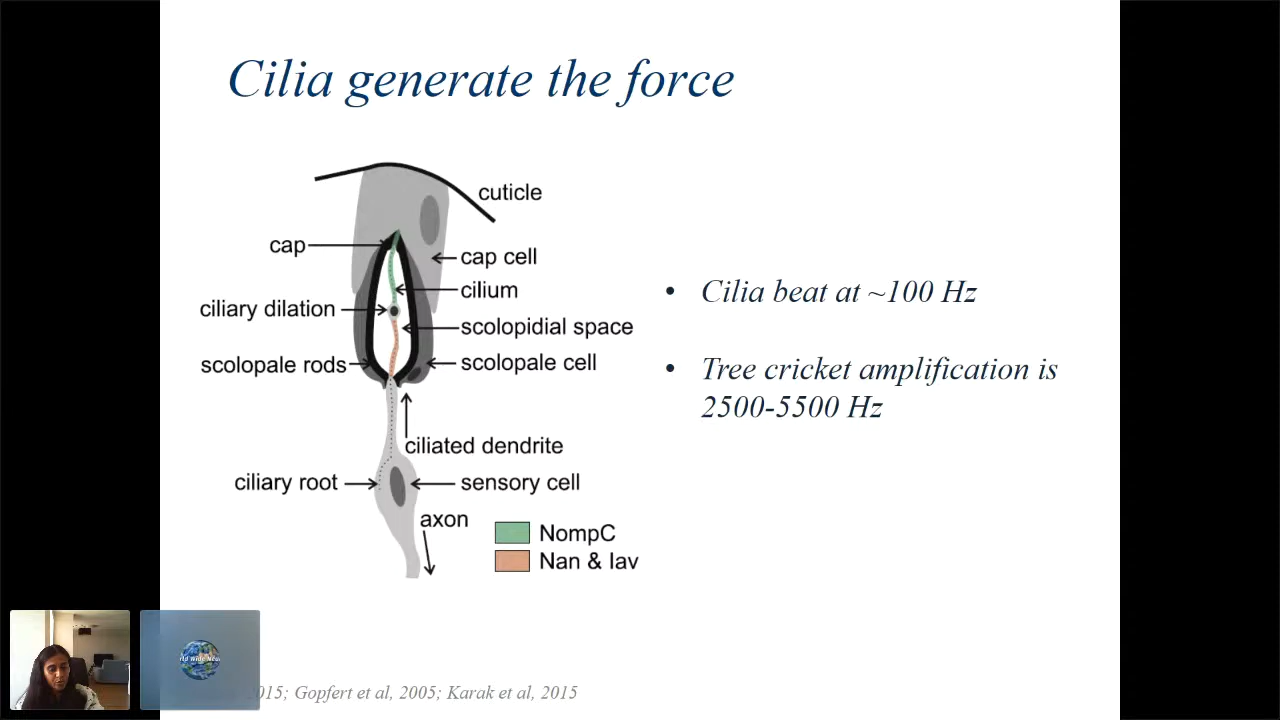 Cilia generate the force
cuticle
cap
cap cell
cilium
ciliary dilation
scolopidial space
scolopale rods
scolopale cell
ciliated dendrite
ciliary root
sensory cell
axon
NompC
Nan & Iav
• Cilia beat at ~100 Hz
• Tree cricket amplification is
2500-5500 Hz
2015; Gopfert et al, 2005; Karak et al, 2015